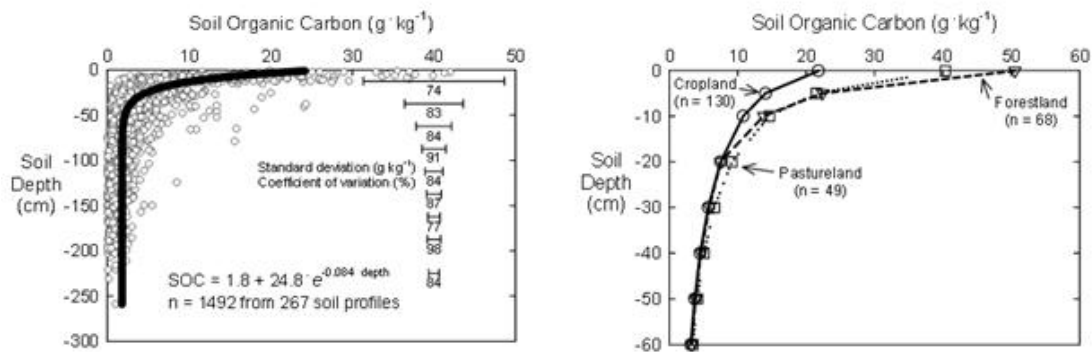 Soil Organic Carbon (g · kg⁻¹)
0 10 20 30 40 50
0
-50
-100
-150
-200
-250
-300
Soil
Depth
(cm)
74
83
84
91
84
87
77
98
84
Standard deviation (g kg⁻¹)
Coefficient of variation (%)
SOC = 1.8 + 24.8 · e^-0.084 depth
n = 1492 from 267 soil profiles
Soil Organic Carbon (g · kg⁻¹)
0 10 20 30 40 50 60
0
-10
-20
-30
-40
-50
-60
Soil
Depth
(cm)
Cropland
(n = 130)
Forestland
(n = 68)
Pastureland
(n = 49)